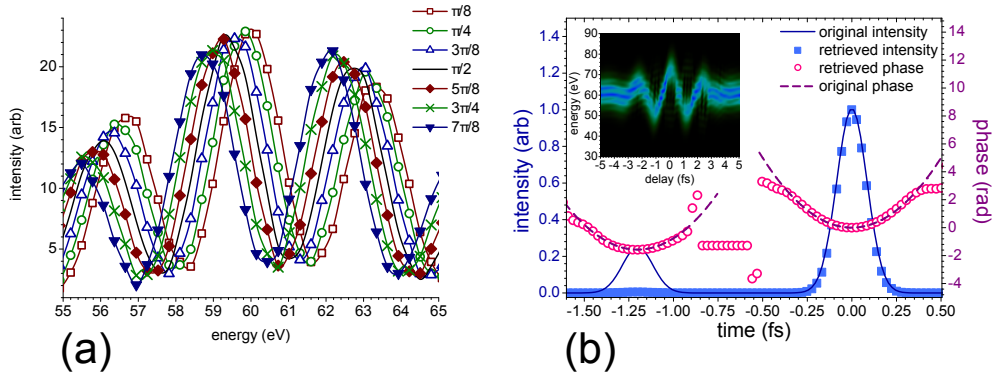 π/8
π/4
3π/8
π/2
5π/8
3π/4
7π/8
20
15
10
5
intensity (arb)
55 56 57 58 59 60 61 62 63 64 65
energy (eV)
(a)
1.4
1.2
1.0
0.8
0.6
0.4
0.2
0.0
intensity (arb)
original intensity
retrieved intensity
retrieved phase
original phase
90
80
70
60
50
40
30
energy (eV)
-5 -4 -3 -2 -1 0 1 2 3 4 5
delay (fs)
14
12
10
8
6
4
2
0
-2
-4
phase (rad)
-1.50 -1.25 -1.00 -0.75 -0.50 -0.25 0.00 0.25 0.50
time (fs)
(b)